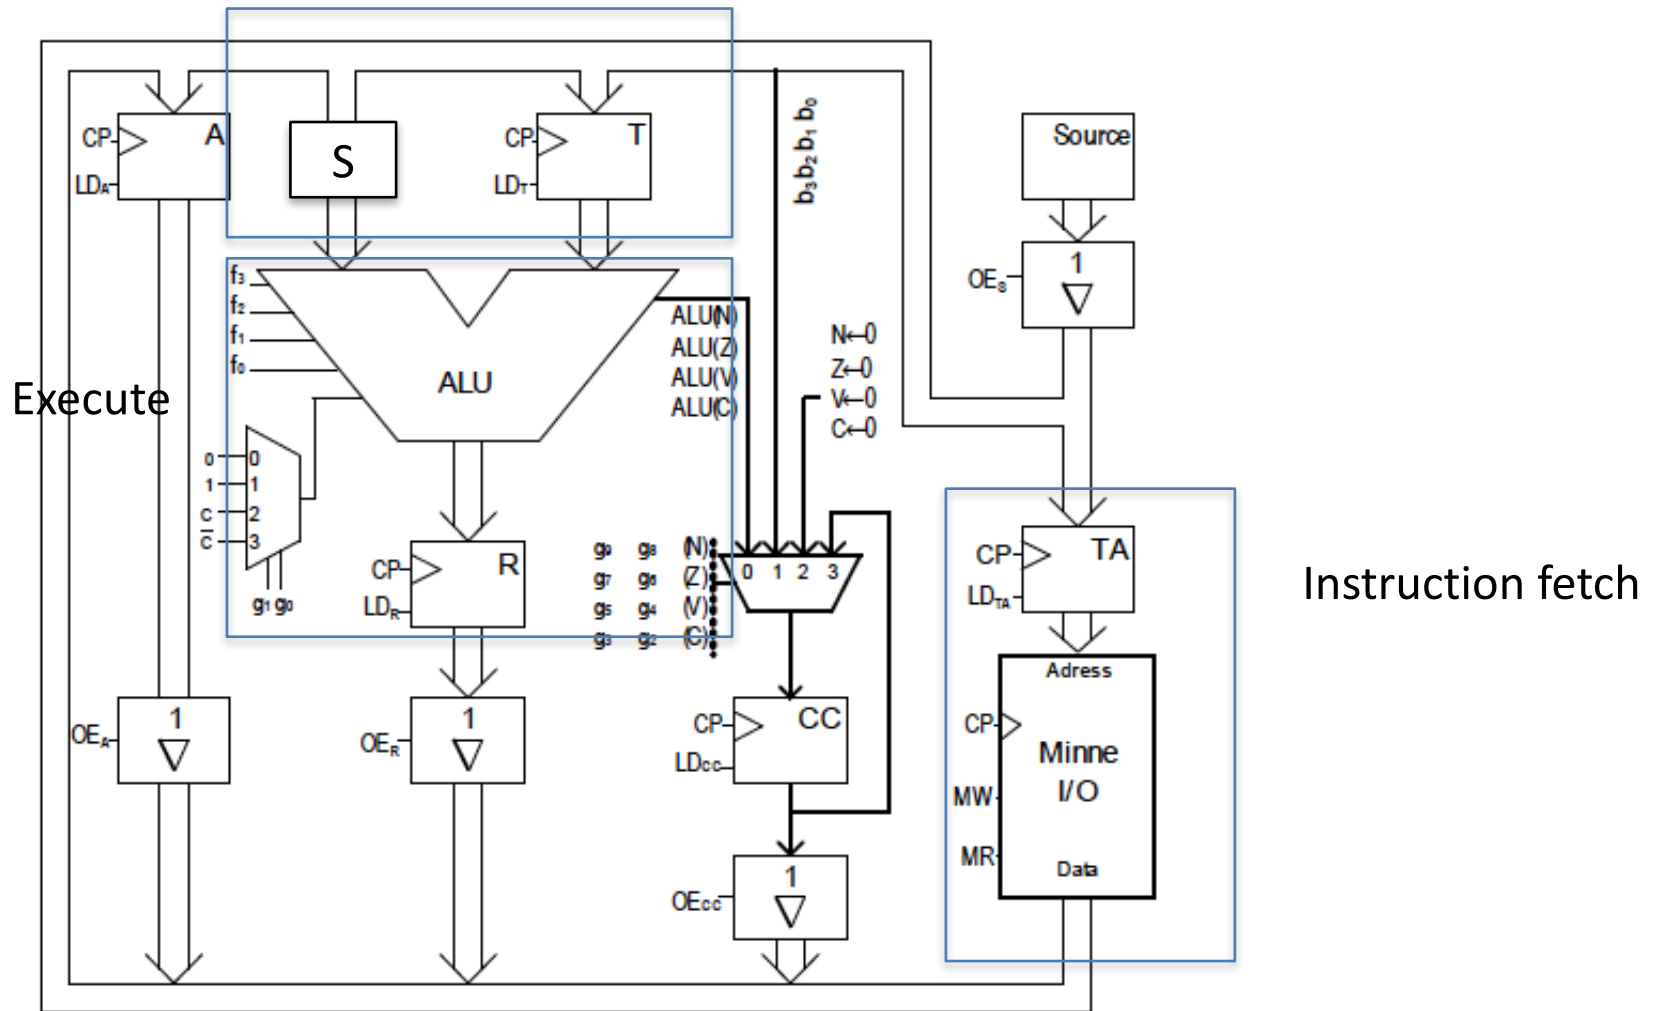 CP A
LDA
S
CP T
LDT
b3 b2 b1 b0
Source
1
OES
f3
f2
f1
f0
ALU
ALU(N)
ALU(Z)
ALU(V)
ALU(C)
N←0
Z←0
V←0
C←0
Execute
0 0
1 1
C 2
C̅ 3
g1 g0
CP R
LDR
g9 g8 (N)
g7 g6 (Z)
g5 g4 (V)
g3 g2 (C)
0 1 2 3
CP TA
LDTA
Instruction fetch
Adress
CP
Minne
I/O
MW
MR
Data
1
OEA
1
OER
CP CC
LDCC
1
OECC